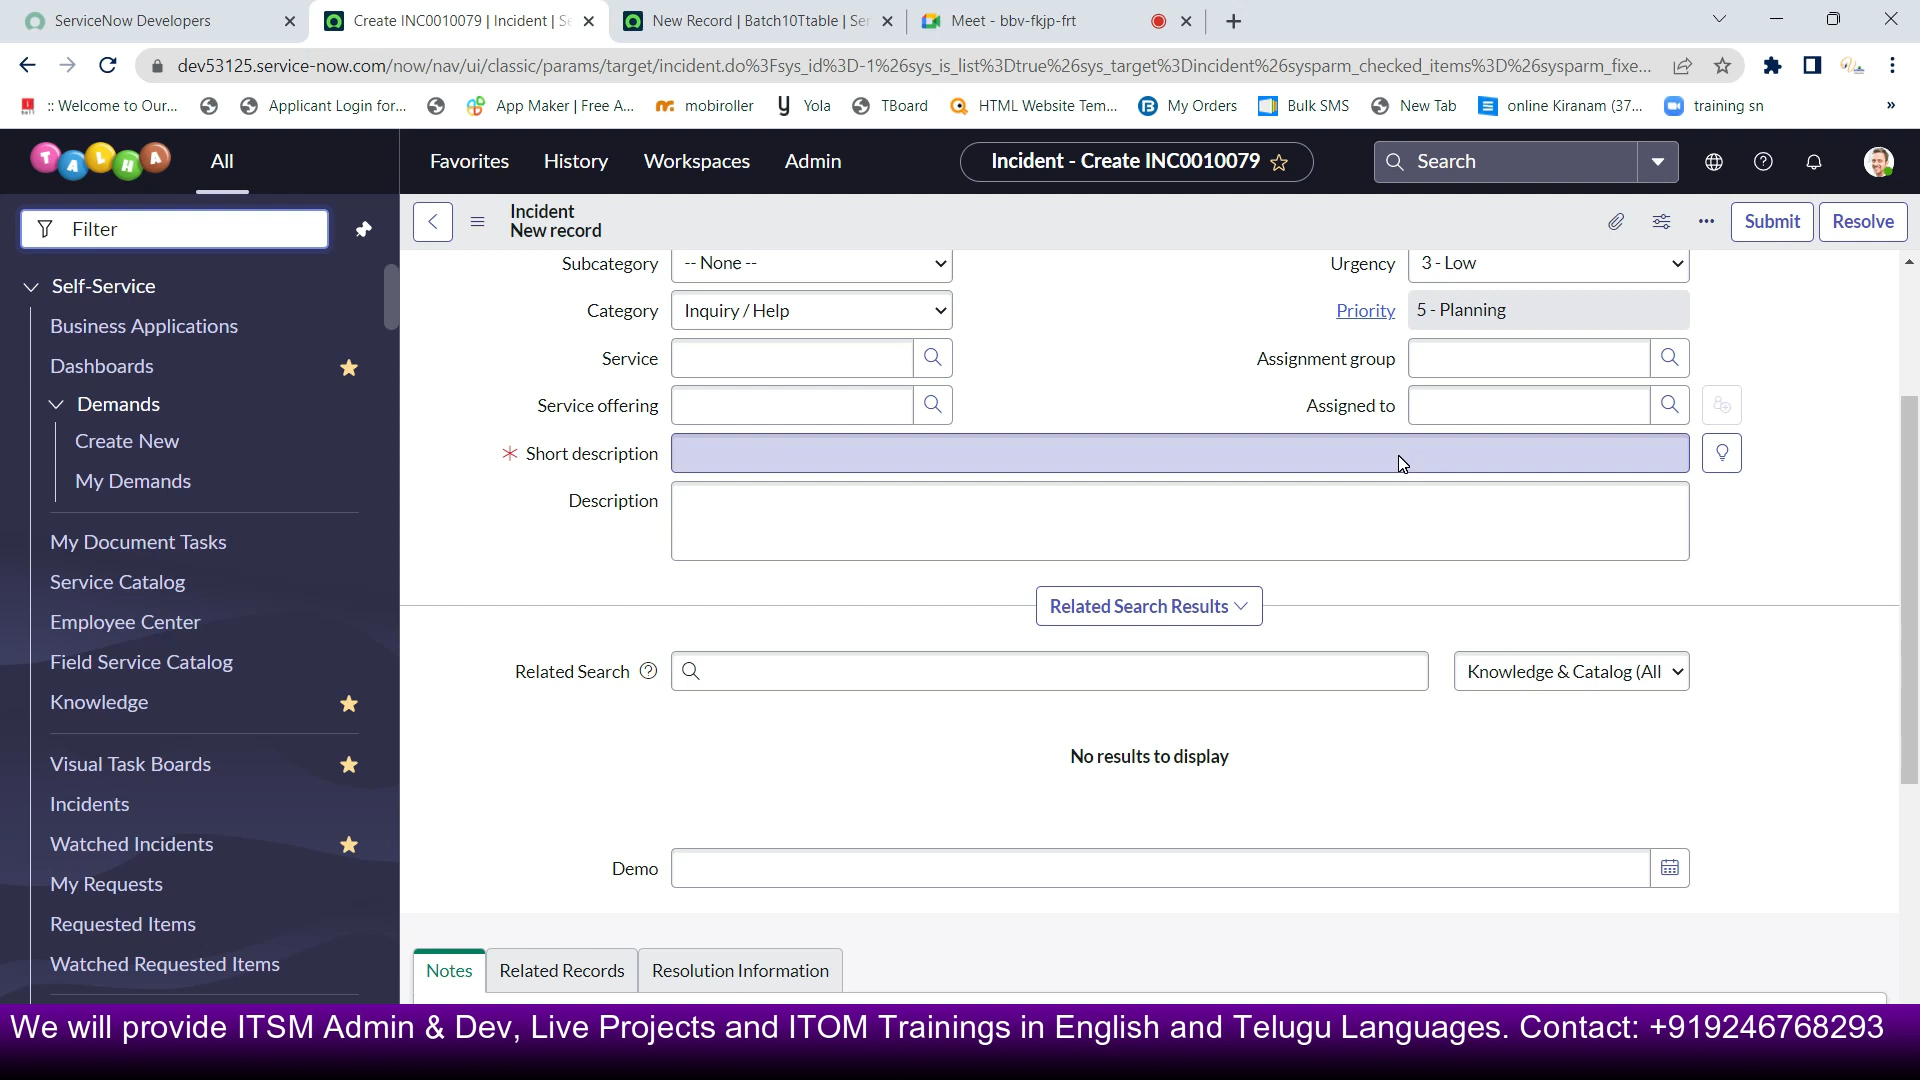 ServiceNow Developers
Create INC0010079 | Incident | Se
New Record | Batch10Ttable | Ser
Meet - bbv-fkjp-frt
dev53125.service-now.com/now/nav/ui/classic/params/target/incident.do%3Fsys_id%3D-1%26sys_is_list%3Dtrue%26sys_target%3Dincident%26sysparm_checked_items%3D%26sysparm_fixe...
:: Welcome to Our...
Applicant Login for...
App Maker | Free A...
mobiroller
Yola
TBoard
HTML Website Tem...
My Orders
Bulk SMS
New Tab
online Kiranam (37...
training sn
»
TALHA
All
Favorites
History
Workspaces
Admin
Incident - Create INC0010079
Search
Filter
Incident
New record
Submit
Resolve
Self-Service
Business Applications
Dashboards
Demands
Create New
My Demands
My Document Tasks
Service Catalog
Employee Center
Field Service Catalog
Knowledge
Visual Task Boards
Incidents
Watched Incidents
My Requests
Requested Items
Watched Requested Items
Subcategory -- None --
Urgency 3 - Low
Category Inquiry / Help
Priority 5 - Planning
Service
Assignment group
Service offering
Assigned to
Short description
Description
Related Search Results
Related Search
Knowledge & Catalog (All
No results to display
Demo
Notes
Related Records
Resolution Information
We will provide ITSM Admin & Dev, Live Projects and ITOM Trainings in English and Telugu Languages. Contact: +919246768293